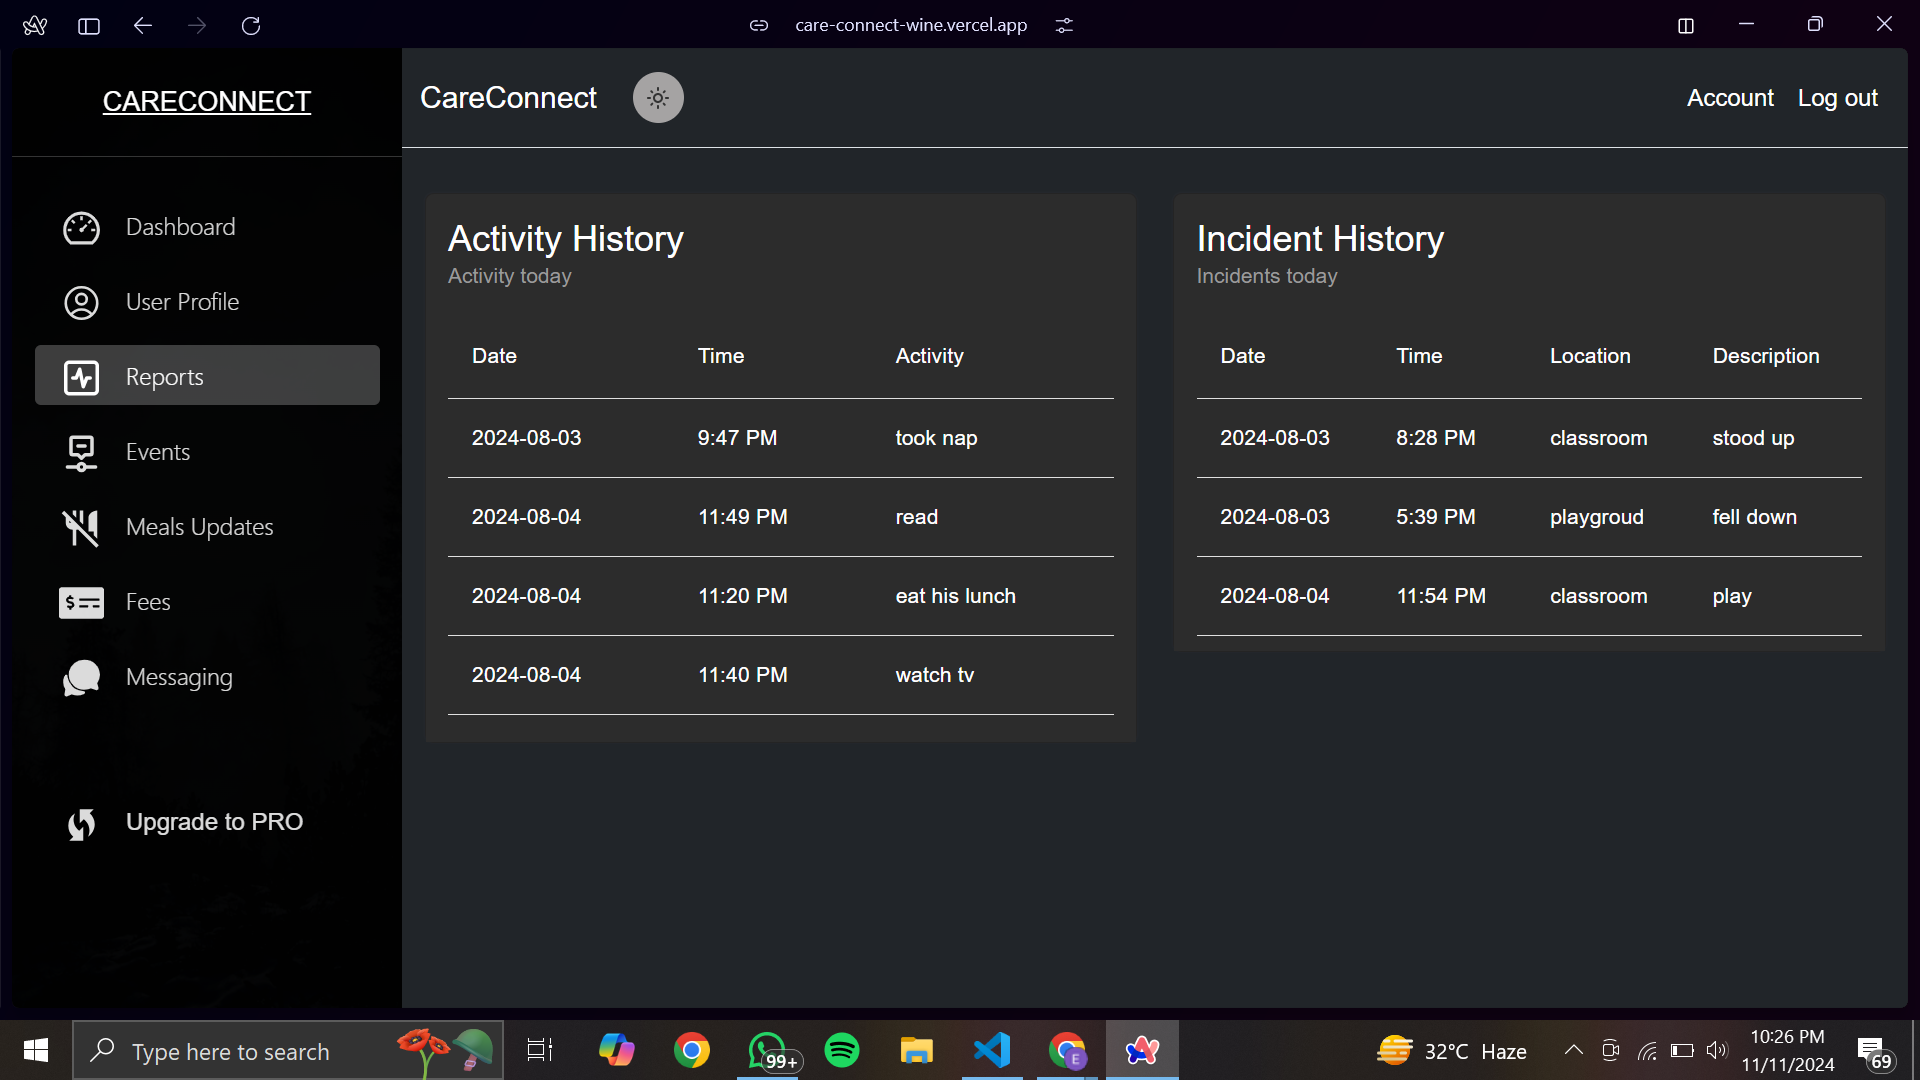 care-connect-wine.vercel.app
CARECONNECT
CareConnect
Account Log out
Dashboard
User Profile
Reports
Events
Meals Updates
Fees
Messaging
Upgrade to PRO
Activity History
Activity today
Date Time Activity
2024-08-03 9:47 PM took nap
2024-08-04 11:49 PM read
2024-08-04 11:20 PM eat his lunch
2024-08-04 11:40 PM watch tv
Incident History
Incidents today
Date Time Location Description
2024-08-03 8:28 PM classroom stood up
2024-08-03 5:39 PM playgroud fell down
2024-08-04 11:54 PM classroom play
Type here to search
99+
E
32°C Haze
10:26 PM
11/11/2024
69